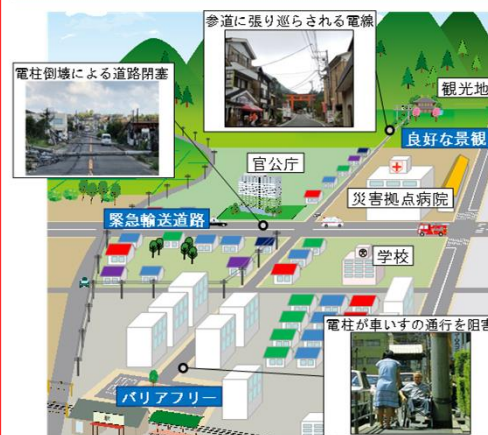 参道に張り巡らされる電線
電柱倒壊による道路閉塞
観光地
良好な景観
官公庁
災害拠点病院
緊急輸送道路
学校
電柱が車いすの通行を阻害
バリアフリー
駅